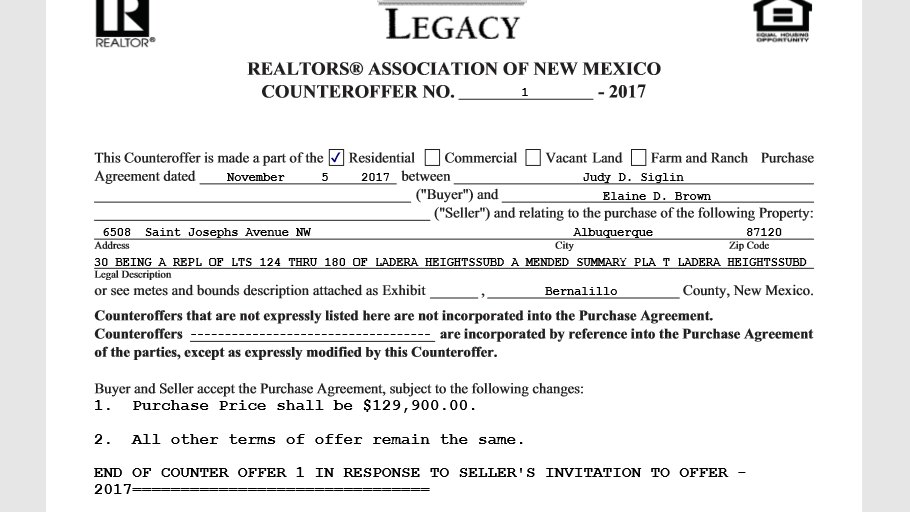 R
REALTOR®
LEGACY
EQUAL HOUSING
OPPORTUNITY
REALTORS® ASSOCIATION OF NEW MEXICO
COUNTEROFFER NO. 1 - 2017
This Counteroffer is made a part of the ✓ Residential Commercial Vacant Land Farm and Ranch Purchase
Agreement dated November 5 2017 between Judy D. Siglin
("Buyer") and Elaine D. Brown
("Seller") and relating to the purchase of the following Property:
6508 Saint Josephs Avenue NW Albuquerque 87120
Address City Zip Code
30 BEING A REPL OF LTS 124 THRU 180 OF LADERA HEIGHTSSUBD A MENDED SUMMARY PLA T LADERA HEIGHTSSUBD
Legal Description
or see metes and bounds description attached as Exhibit ______ , Bernalillo County, New Mexico.
Counteroffers that are not expressly listed here are not incorporated into the Purchase Agreement.
Counteroffers --------------------------------- are incorporated by reference into the Purchase Agreement
of the parties, except as expressly modified by this Counteroffer.
Buyer and Seller accept the Purchase Agreement, subject to the following changes:
1. Purchase Price shall be $129,900.00.
2. All other terms of offer remain the same.
END OF COUNTER OFFER 1 IN RESPONSE TO SELLER'S INVITATION TO OFFER -
2017===============================